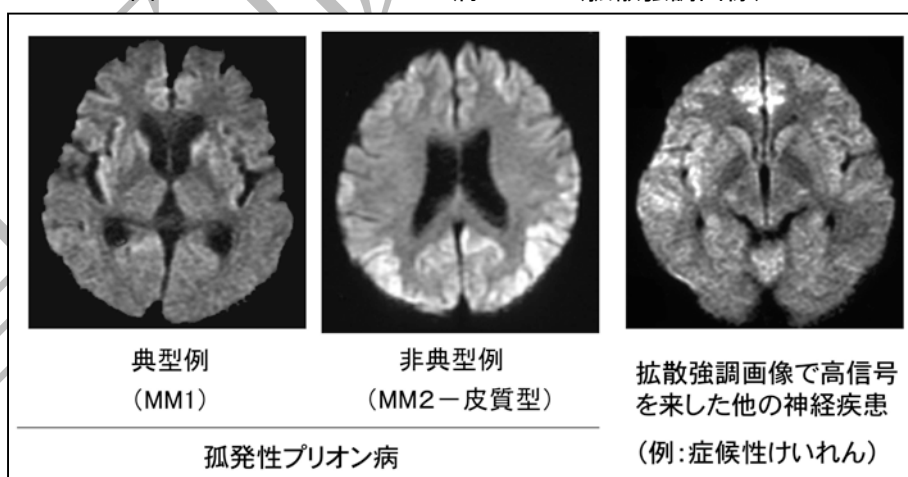 典型例
(MM1)
非典型例
(MM2－皮質型)
孤発性プリオン病
拡散強調画像で高信号
を来した他の神経疾患
(例：症候性けいれん)